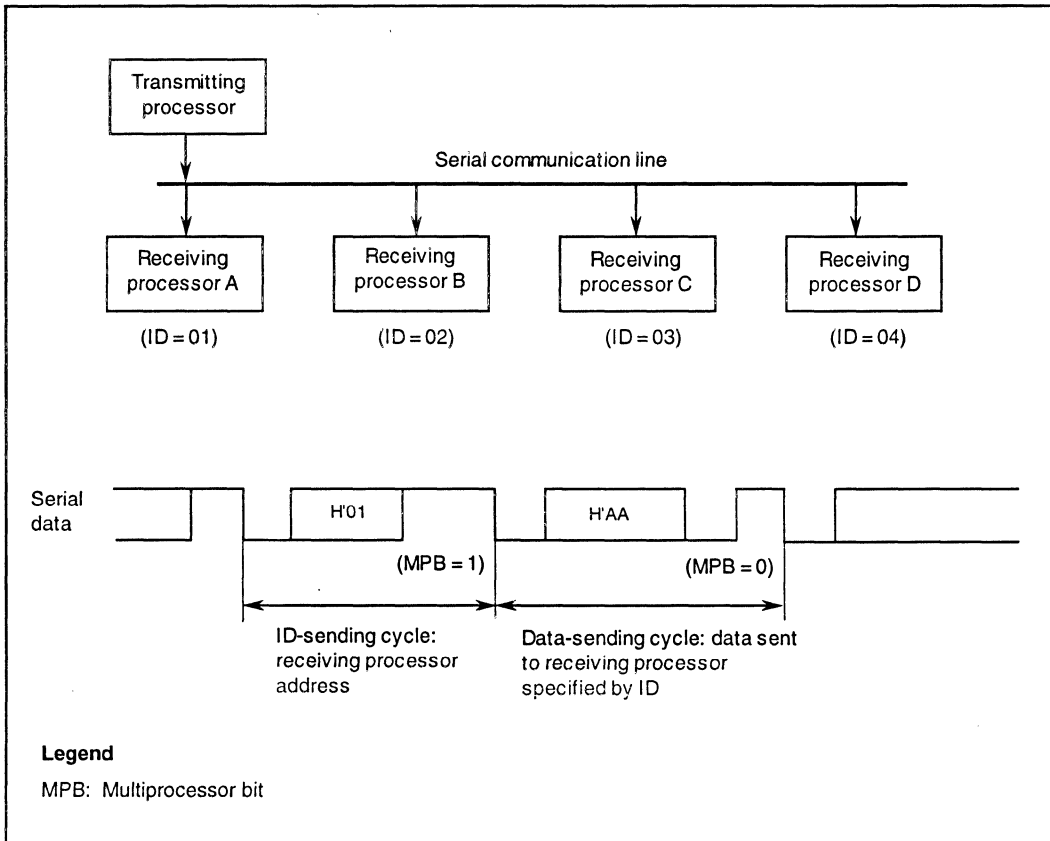 Transmitting
processor
Serial communication line
Receiving
processor A
Receiving
processor B
Receiving
processor C
Receiving
processor D
(ID = 01)
(ID = 02)
(ID = 03)
(ID = 04)
Serial
data
H'01
H'AA
(MPB = 1)
(MPB = 0)
ID-sending cycle:
receiving processor
address
Data-sending cycle: data sent
to receiving processor
specified by ID
Legend
MPB: Multiprocessor bit